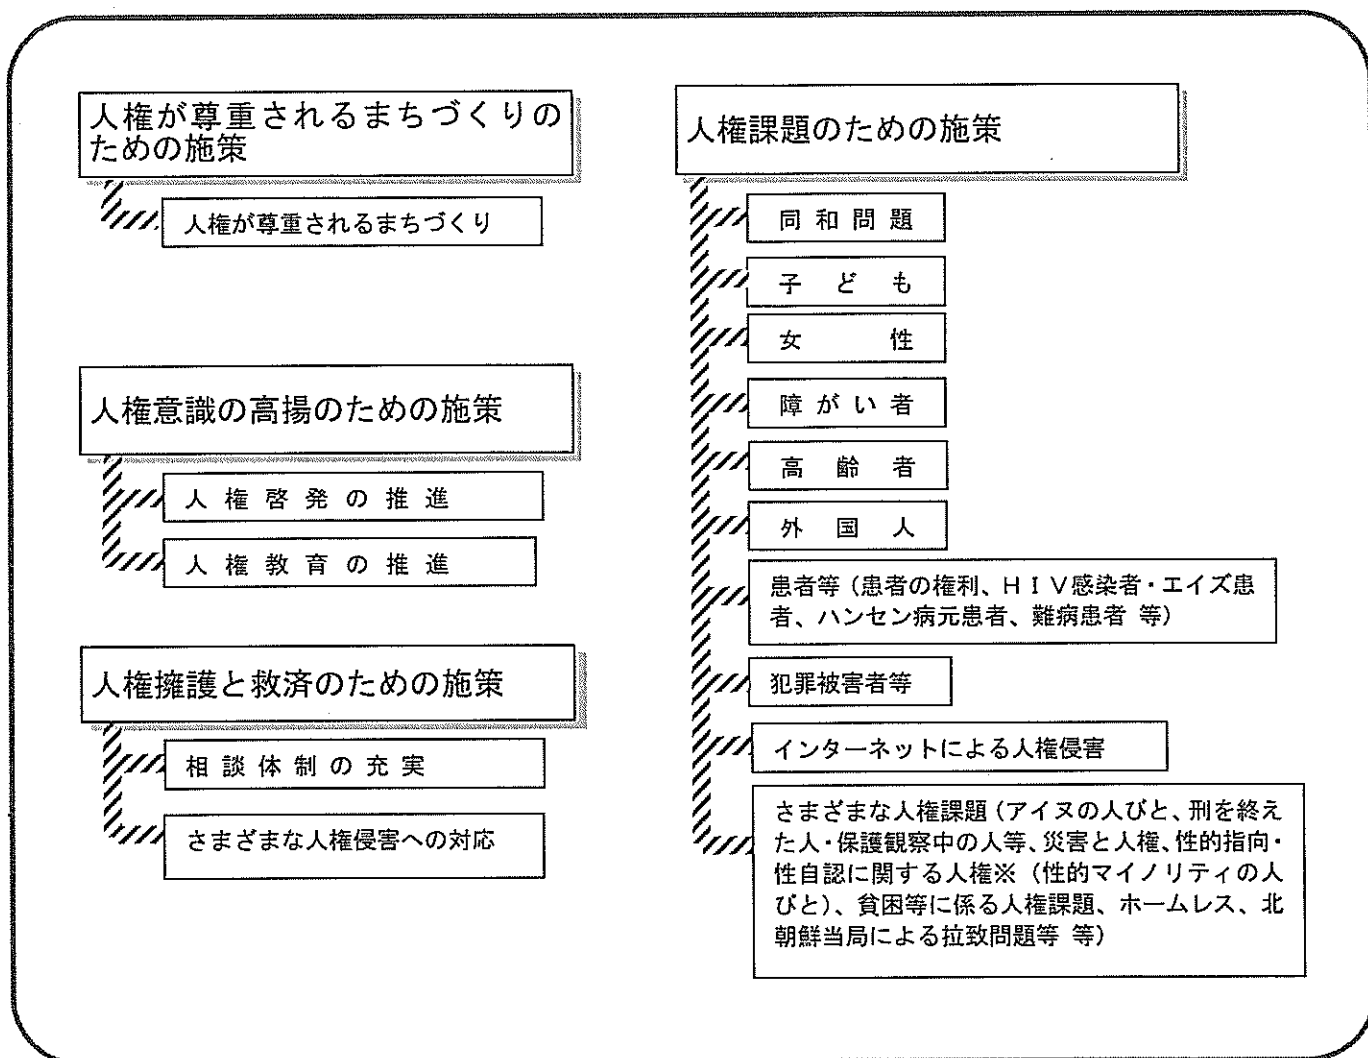 人権が尊重されるまちづくりの
ための施策
人権が尊重されるまちづくり
人権意識の高揚のための施策
人権啓発の推進
人権教育の推進
人権擁護と救済のための施策
相談体制の充実
さまざまな人権侵害への対応
人権課題のための施策
同和問題
子ども
女性
障がい者
高齢者
外国人
患者等（患者の権利、ＨＩＶ感染者・エイズ患
者、ハンセン病元患者、難病患者 等）
犯罪被害者等
インターネットによる人権侵害
さまざまな人権課題（アイヌの人びと、刑を終え
た人・保護観察中の人等、災害と人権、性的指向・
性自認に関する人権※（性的マイノリティの人
びと）、貧困等に係る人権課題、ホームレス、北
朝鮮当局による拉致問題等 等）